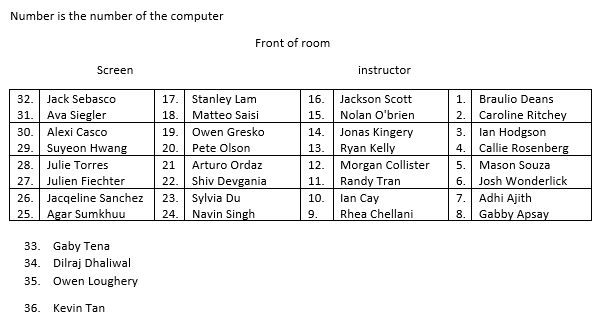 Number is the number of the computer
Front of room
Screen instructor
32. Jack Sebasco 17. Stanley Lam 16. Jackson Scott 1. Braulio Deans
31. Ava Siegler 18. Matteo Saisi 15. Nolan O'brien 2. Caroline Ritchey
30. Alexi Casco 19. Owen Gresko 14. Jonas Kingery 3. Ian Hodgson
29. Suyeon Hwang 20. Pete Olson 13. Ryan Kelly 4. Callie Rosenberg
28. Julie Torres 21 Arturo Ordaz 12. Morgan Collister 5. Mason Souza
27. Julien Fiechter 22. Shiv Devgania 11. Randy Tran 6. Josh Wonderlick
26. Jacqeline Sanchez 23. Sylvia Du 10. Ian Cay 7. Adhi Ajith
25. Agar Sumkhuu 24. Navin Singh 9. Rhea Chellani 8. Gabby Apsay
33. Gaby Tena
34. Dilraj Dhaliwal
35. Owen Loughery
36. Kevin Tan